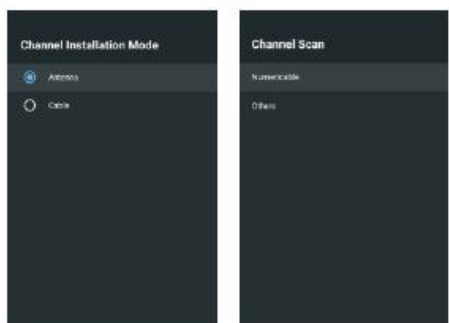 Channel Installation Mode
Antenna
Cable
Channel Scan
Numericable
Others